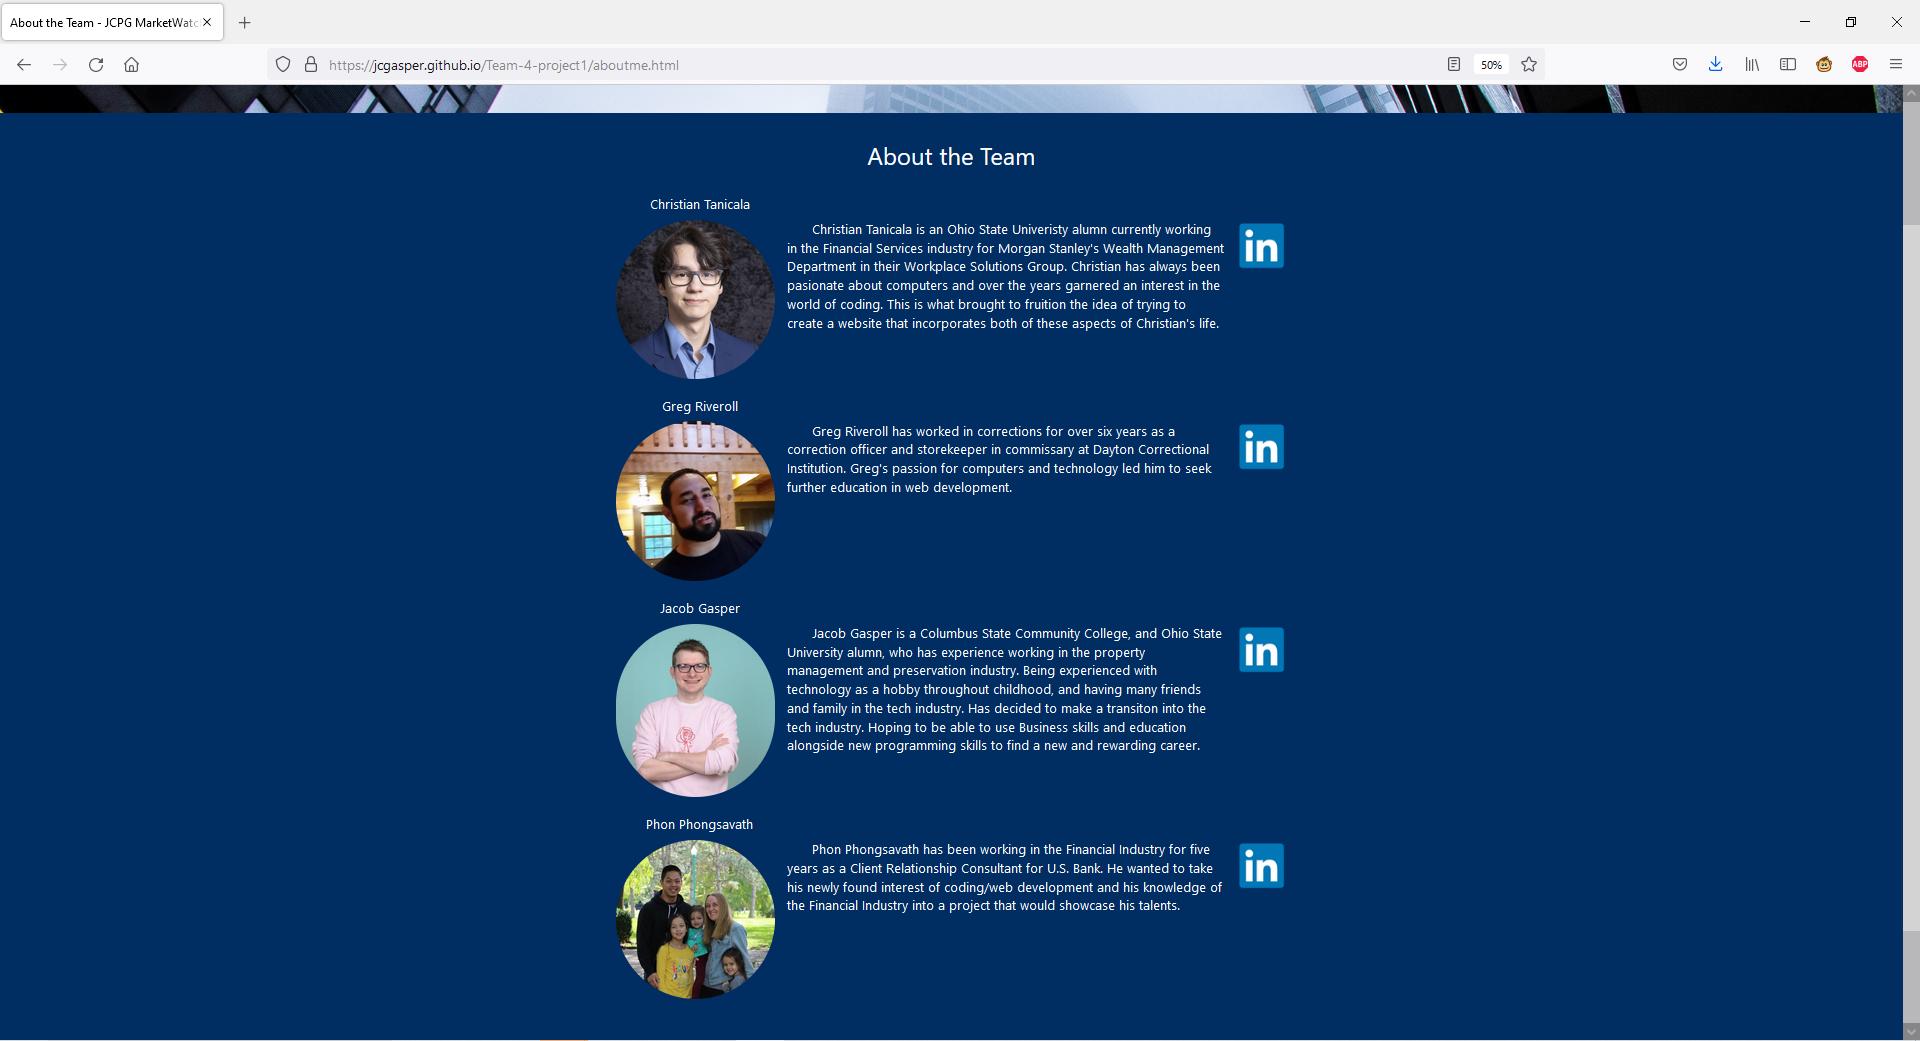 About the Team - JCPG MarketWatc
https://jcgasper.github.io/Team-4-project1/aboutme.html
50%
ABP
About the Team
Christian Tanicala
Christian Tanicala is an Ohio State Univeristy alumn currently working
in the Financial Services industry for Morgan Stanley's Wealth Management
Department in their Workplace Solutions Group. Christian has always been
pasionate about computers and over the years garnered an interest in the
world of coding. This is what brought to fruition the idea of trying to
create a website that incorporates both of these aspects of Christian's life.
in
Greg Riveroll
Greg Riveroll has worked in corrections for over six years as a
correction officer and storekeeper in commissary at Dayton Correctional
Institution. Greg's passion for computers and technology led him to seek
further education in web development.
in
Jacob Gasper
Jacob Gasper is a Columbus State Community College, and Ohio State
University alumn, who has experience working in the property
management and preservation industry. Being experienced with
technology as a hobby throughout childhood, and having many friends
and family in the tech industry. Has decided to make a transiton into the
tech industry. Hoping to be able to use Business skills and education
alongside new programming skills to find a new and rewarding career.
in
Phon Phongsavath
Phon Phongsavath has been working in the Financial Industry for five
years as a Client Relationship Consultant for U.S. Bank. He wanted to take
his newly found interest of coding/web development and his knowledge of
the Financial Industry into a project that would showcase his talents.
in